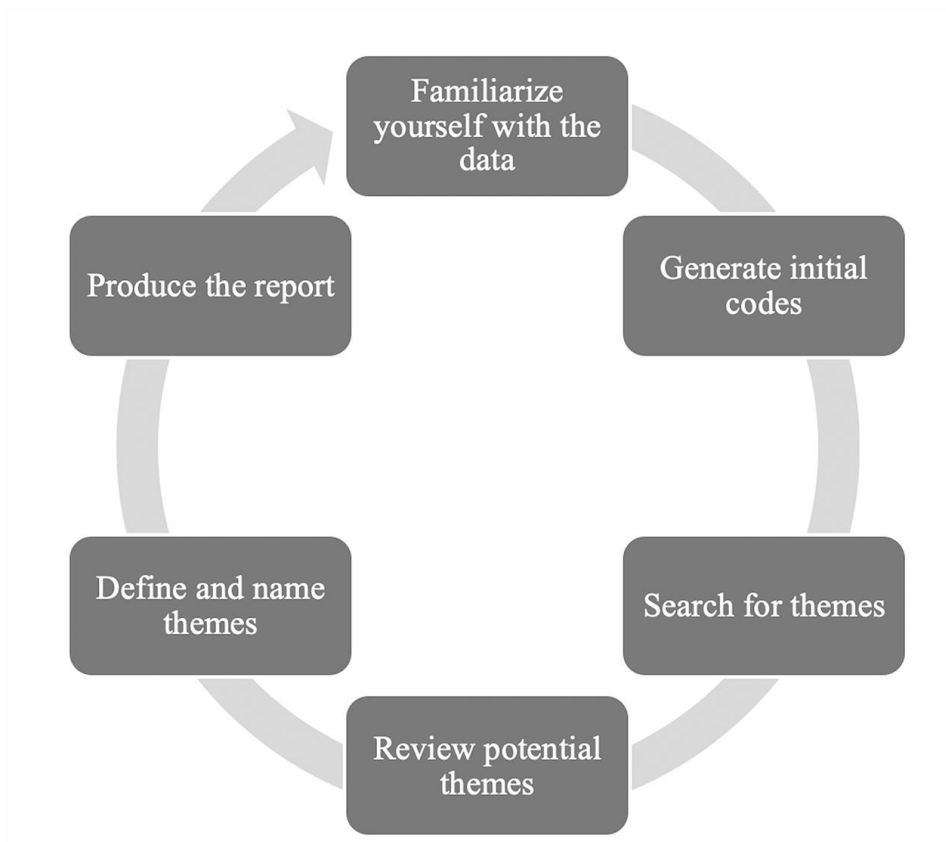 Familiarize
yourself with the
data
Generate initial
codes
Search for themes
Review potential
themes
Define and name
themes
Produce the report